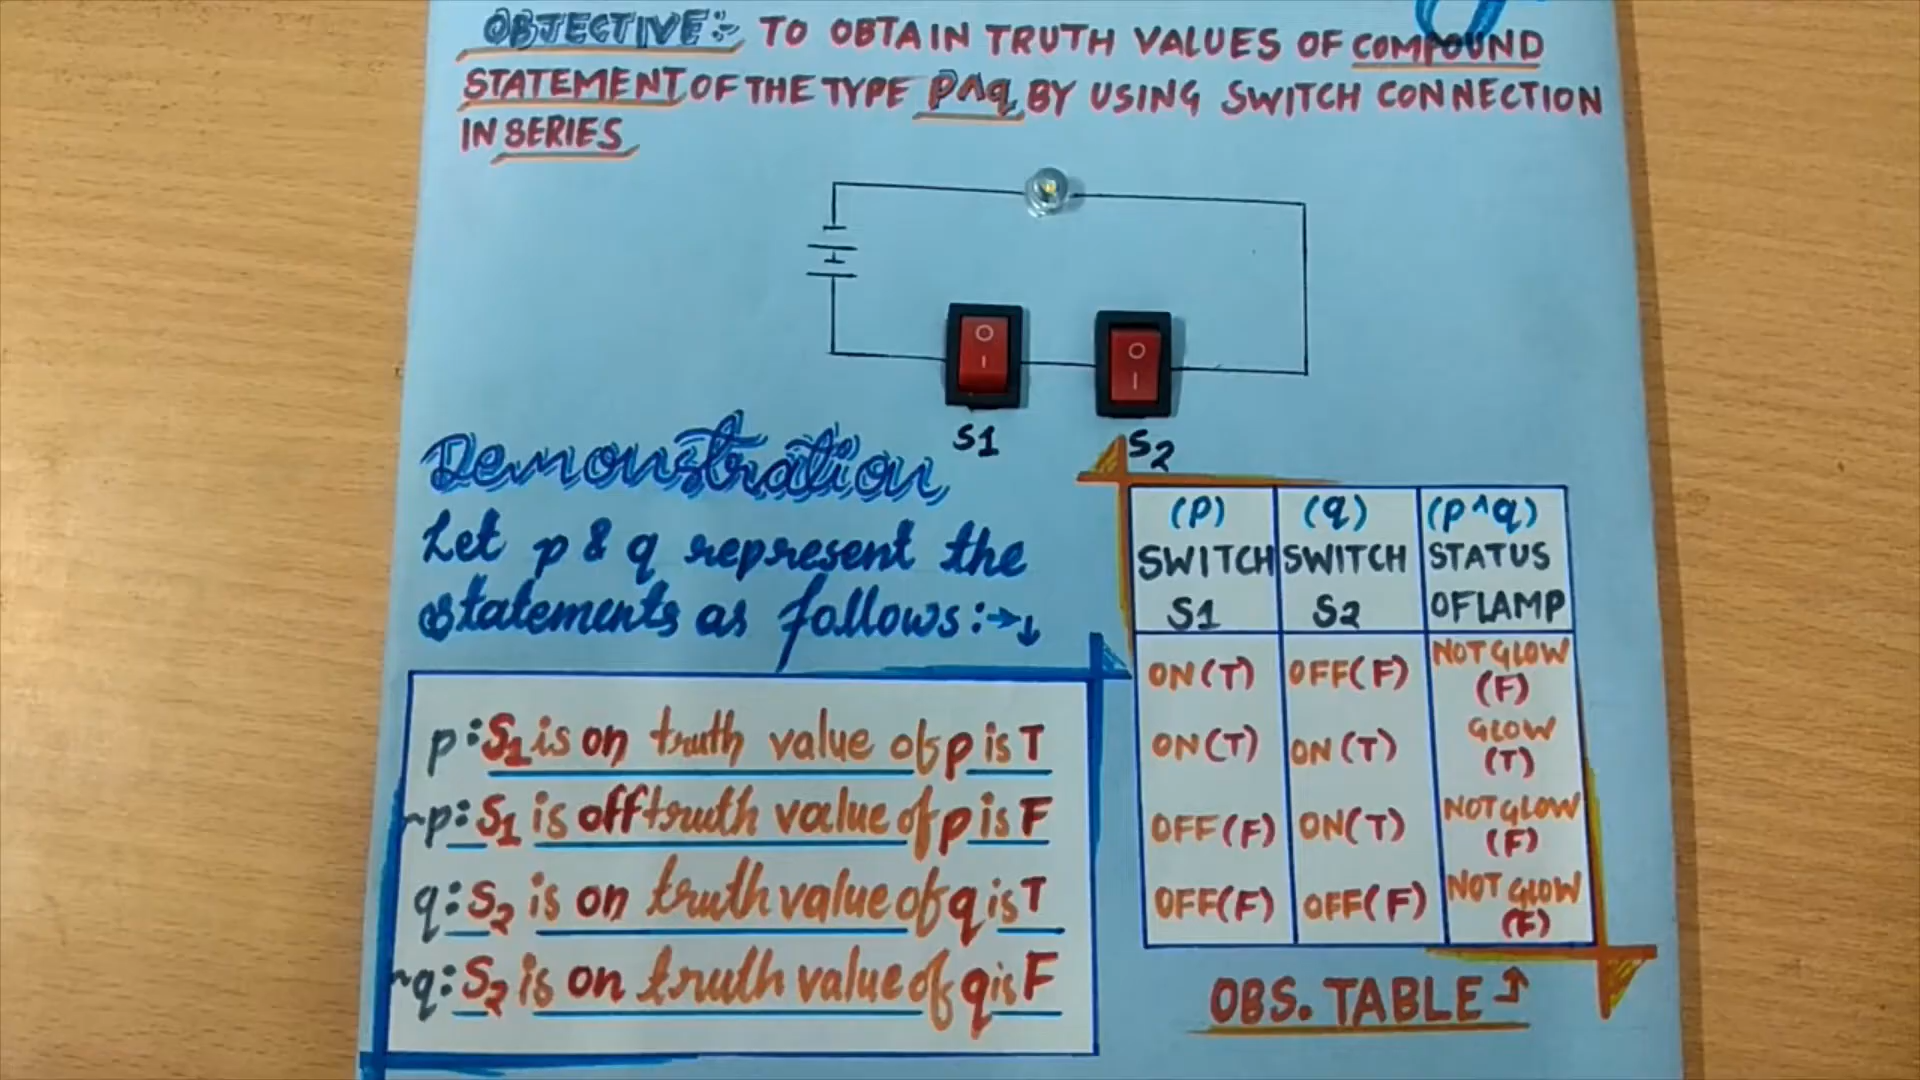 OBJECTIVE:- TO OBTAIN TRUTH VALUES OF COMPOUND
STATEMENT OF THE TYPE P^q BY USING SWITCH CONNECTION
IN SERIES
O
I
O
I
S1
S2
Demonstration
Let p & q represent the
statements as follows:→↓
p: S1 is on truth value of p is T
~p: S1 is off truth value of p is F
q: S2 is on truth value of q is T
~q: S2 is on truth value of q is F
(P) (q) (p^q)
SWITCH SWITCH STATUS
S1 S2 OF LAMP
ON(T) OFF(F) NOT GLOW (F)
ON(T) ON(T) GLOW (T)
OFF(F) ON(T) NOT GLOW (F)
OFF(F) OFF(F) NOT GLOW (F)
OBS. TABLE